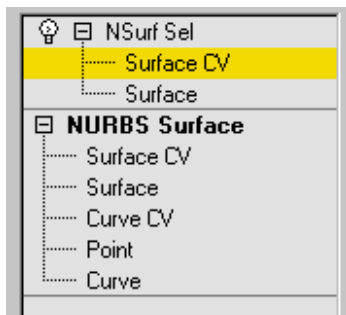 NSurf Sel
Surface CV
Surface
NURBS Surface
Surface CV
Surface
Curve CV
Point
Curve